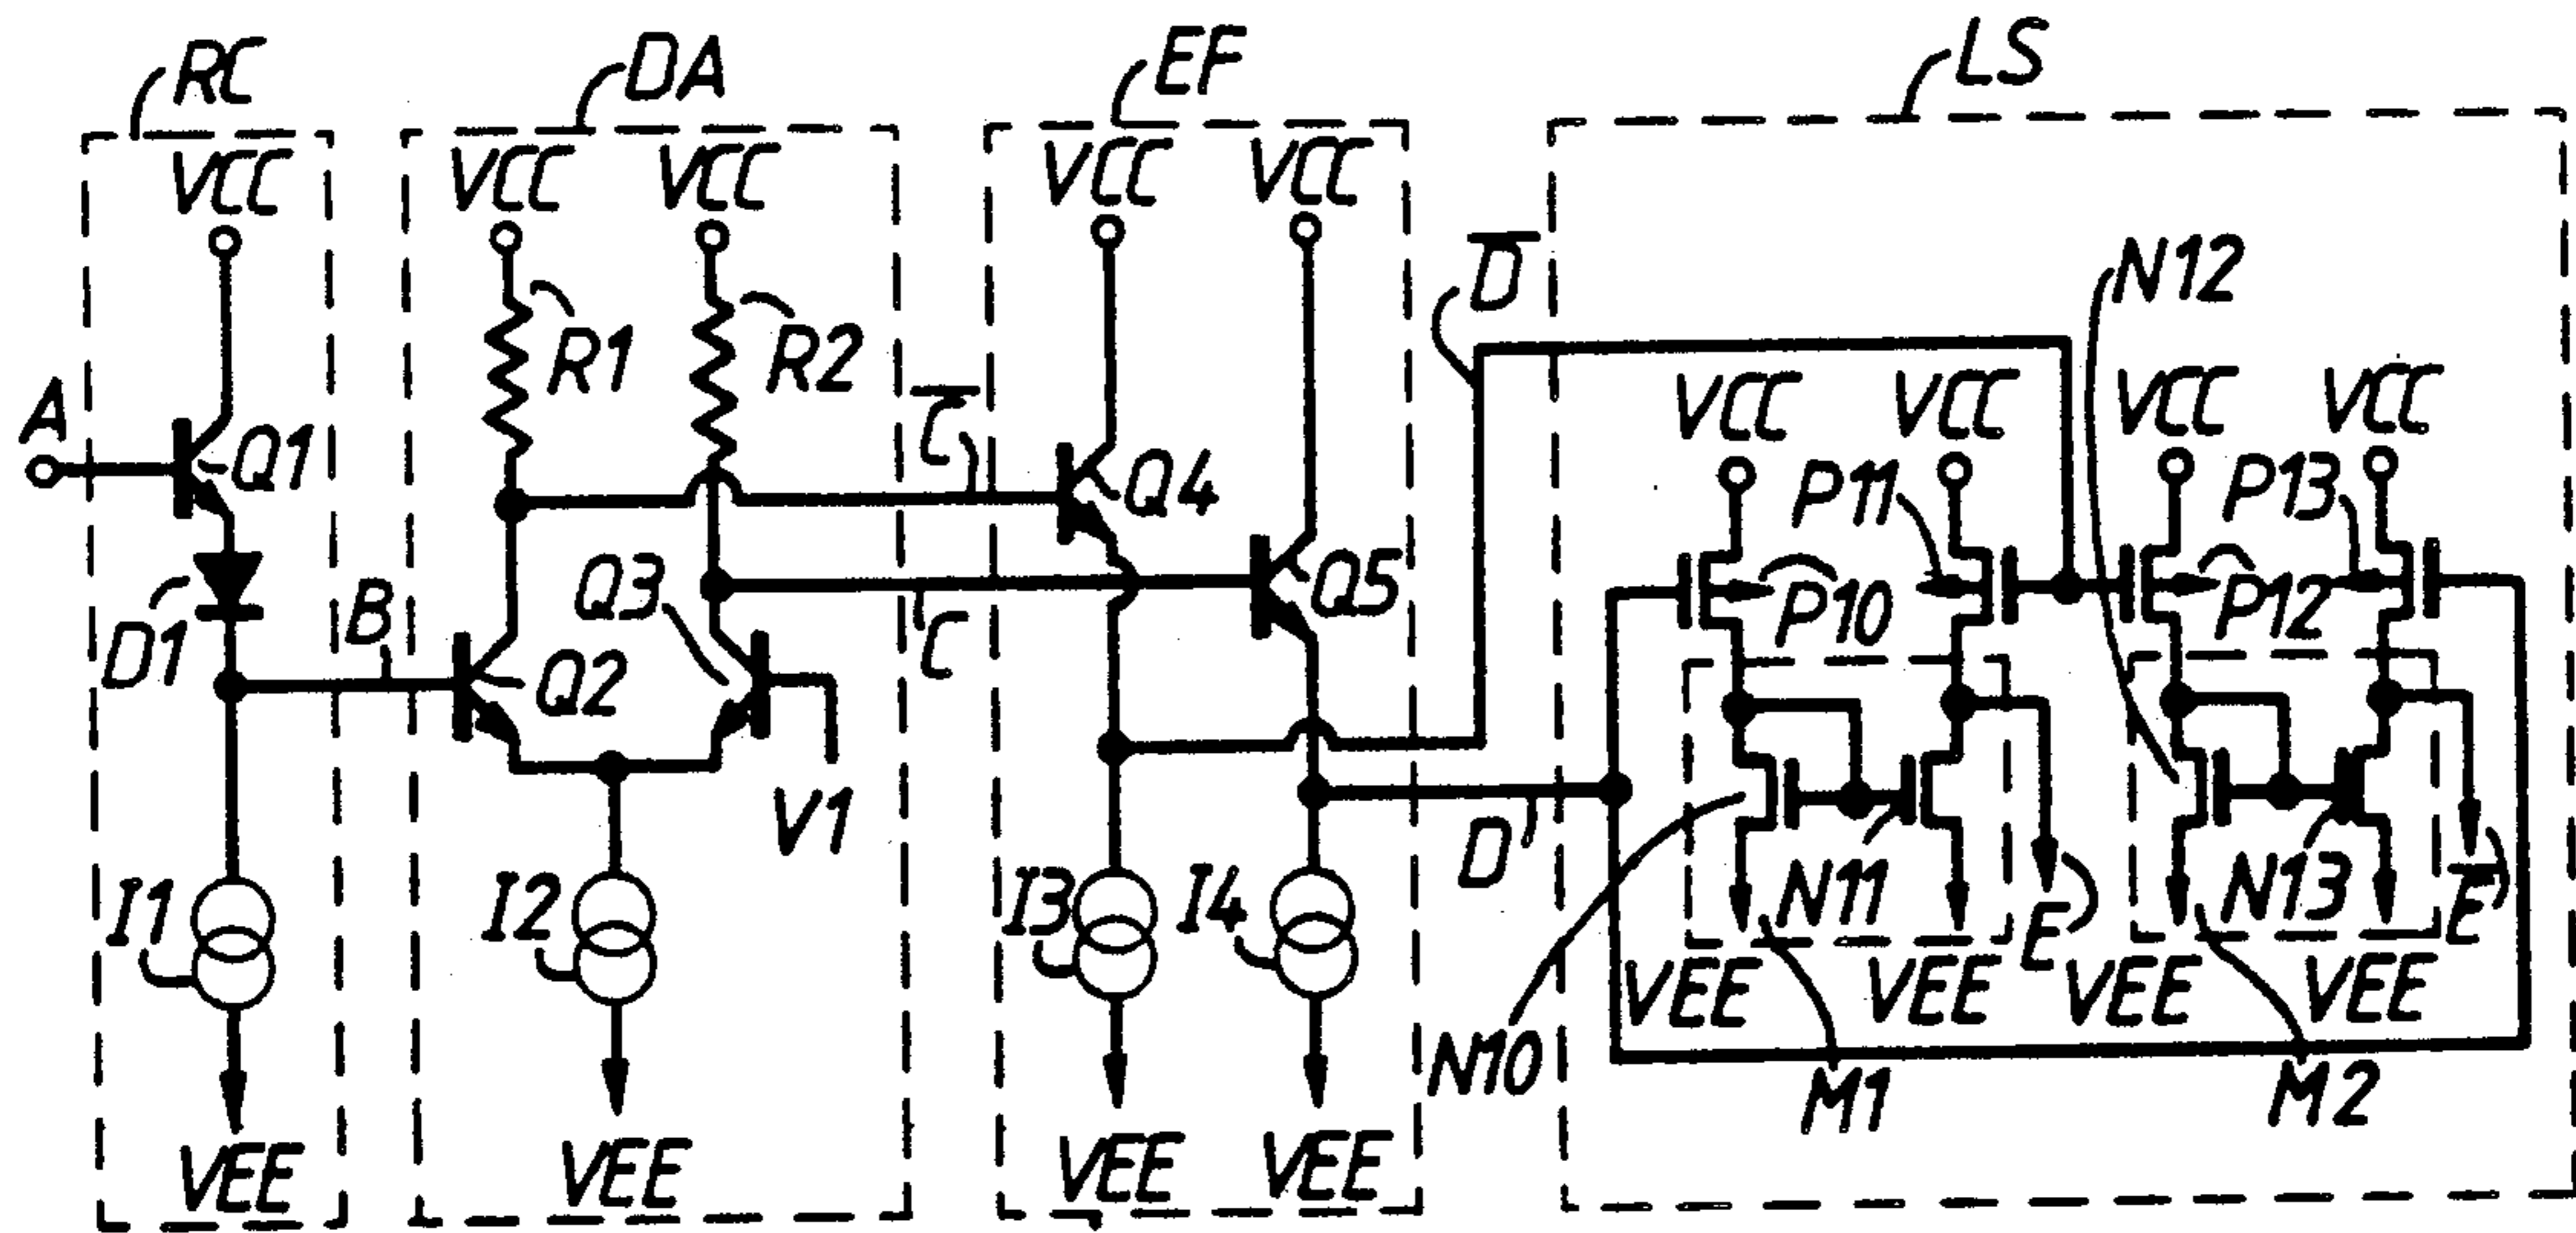 RC
DA
EF
LS
VCC
VCC
VCC
VCC
VCC
D̅
N12
R1
R2
A
Q1
C̅
Q4
VCC
VCC
VCC
VCC
P11
P13
Q3
Q5
P10
P12
D1
B
Q2
C
V1
D
I1
I2
I3
I4
N11
E
N13
E̅
VEE
VEE
VEE
VEE
N10
M1
M2
VEE
VEE
VEE
VEE